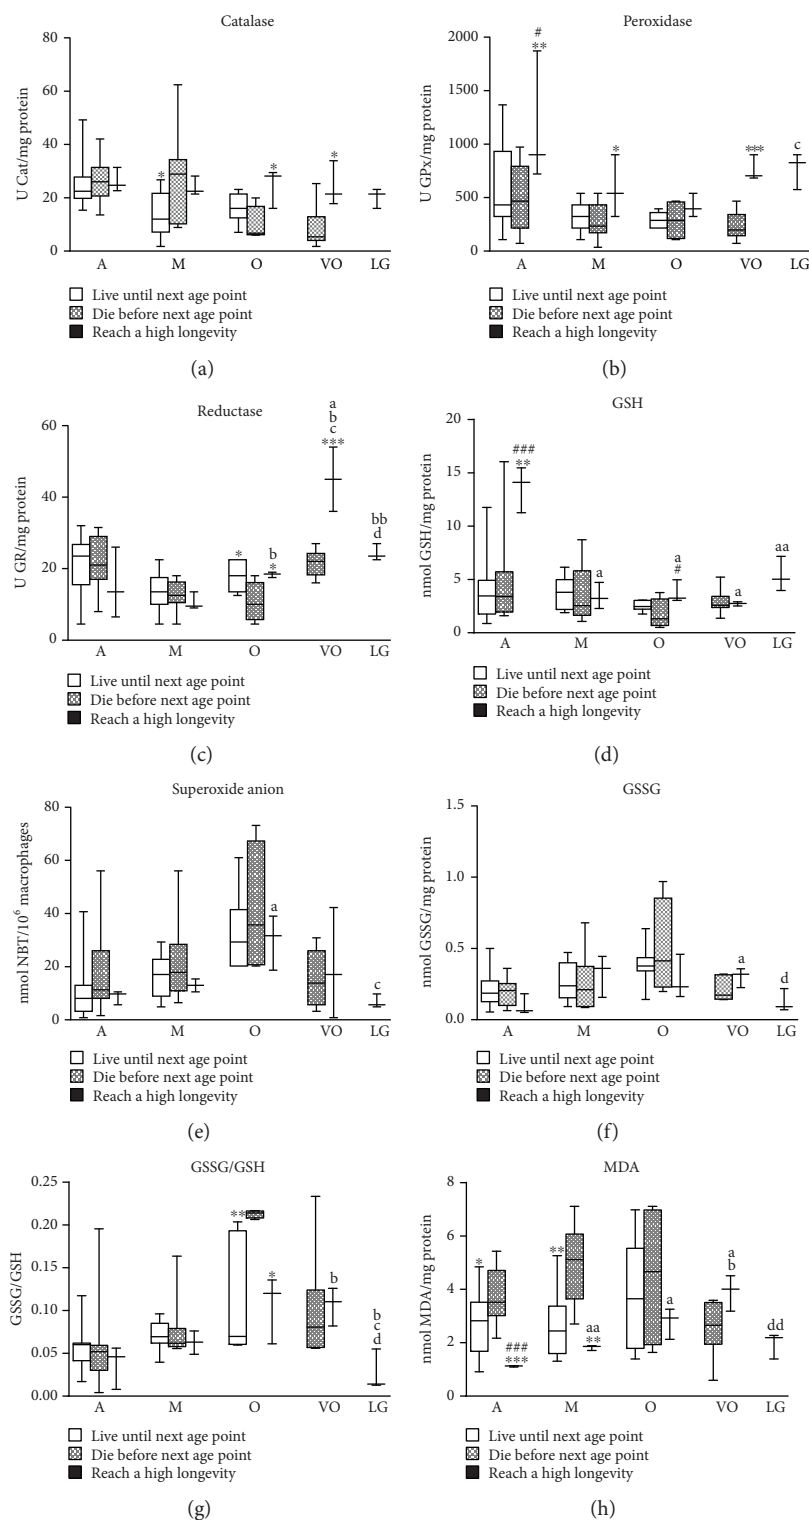 Catalase
U Cat/mg protein
80
60
40
20
0
*
*
*
A M O VO LG
Live until next age point
Die before next age point
Reach a high longevity
(a)
Peroxidase
U GPx/mg protein
2000
1500
1000
500
0
#
**
*
***
c
A M O VO LG
Live until next age point
Die before next age point
Reach a high longevity
(b)
Reductase
U GR/mg protein
60
40
20
0
*
b
*
a
b
c
***
bb
d
A M O VO LG
Live until next age point
Die before next age point
Reach a high longevity
(c)
GSH
nmol GSH/mg protein
20
15
10
5
0
###
**
a
a
#
a
aa
A M O VO LG
Live until next age point
Die before next age point
Reach a high longevity
(d)
Superoxide anion
nmol NBT/10⁶ macrophages
80
60
40
20
0
a
c
A M O VO LG
Live until next age point
Die before next age point
Reach a high longevity
(e)
GSSG
nmol GSSG/mg protein
1.5
1.0
0.5
0.0
a
d
A M O VO LG
Live until next age point
Die before next age point
Reach a high longevity
(f)
GSSG/GSH
GSSG/GSH
0.25
0.20
0.15
0.10
0.05
0.00
**
*
b
b
c
d
A M O VO LG
Live until next age point
Die before next age point
Reach a high longevity
(g)
MDA
nmol MDA/mg protein
8
6
4
2
0
*
###
***
**
aa
**
a
a
b
dd
A M O VO LG
Live until next age point
Die before next age point
Reach a high longevity
(h)